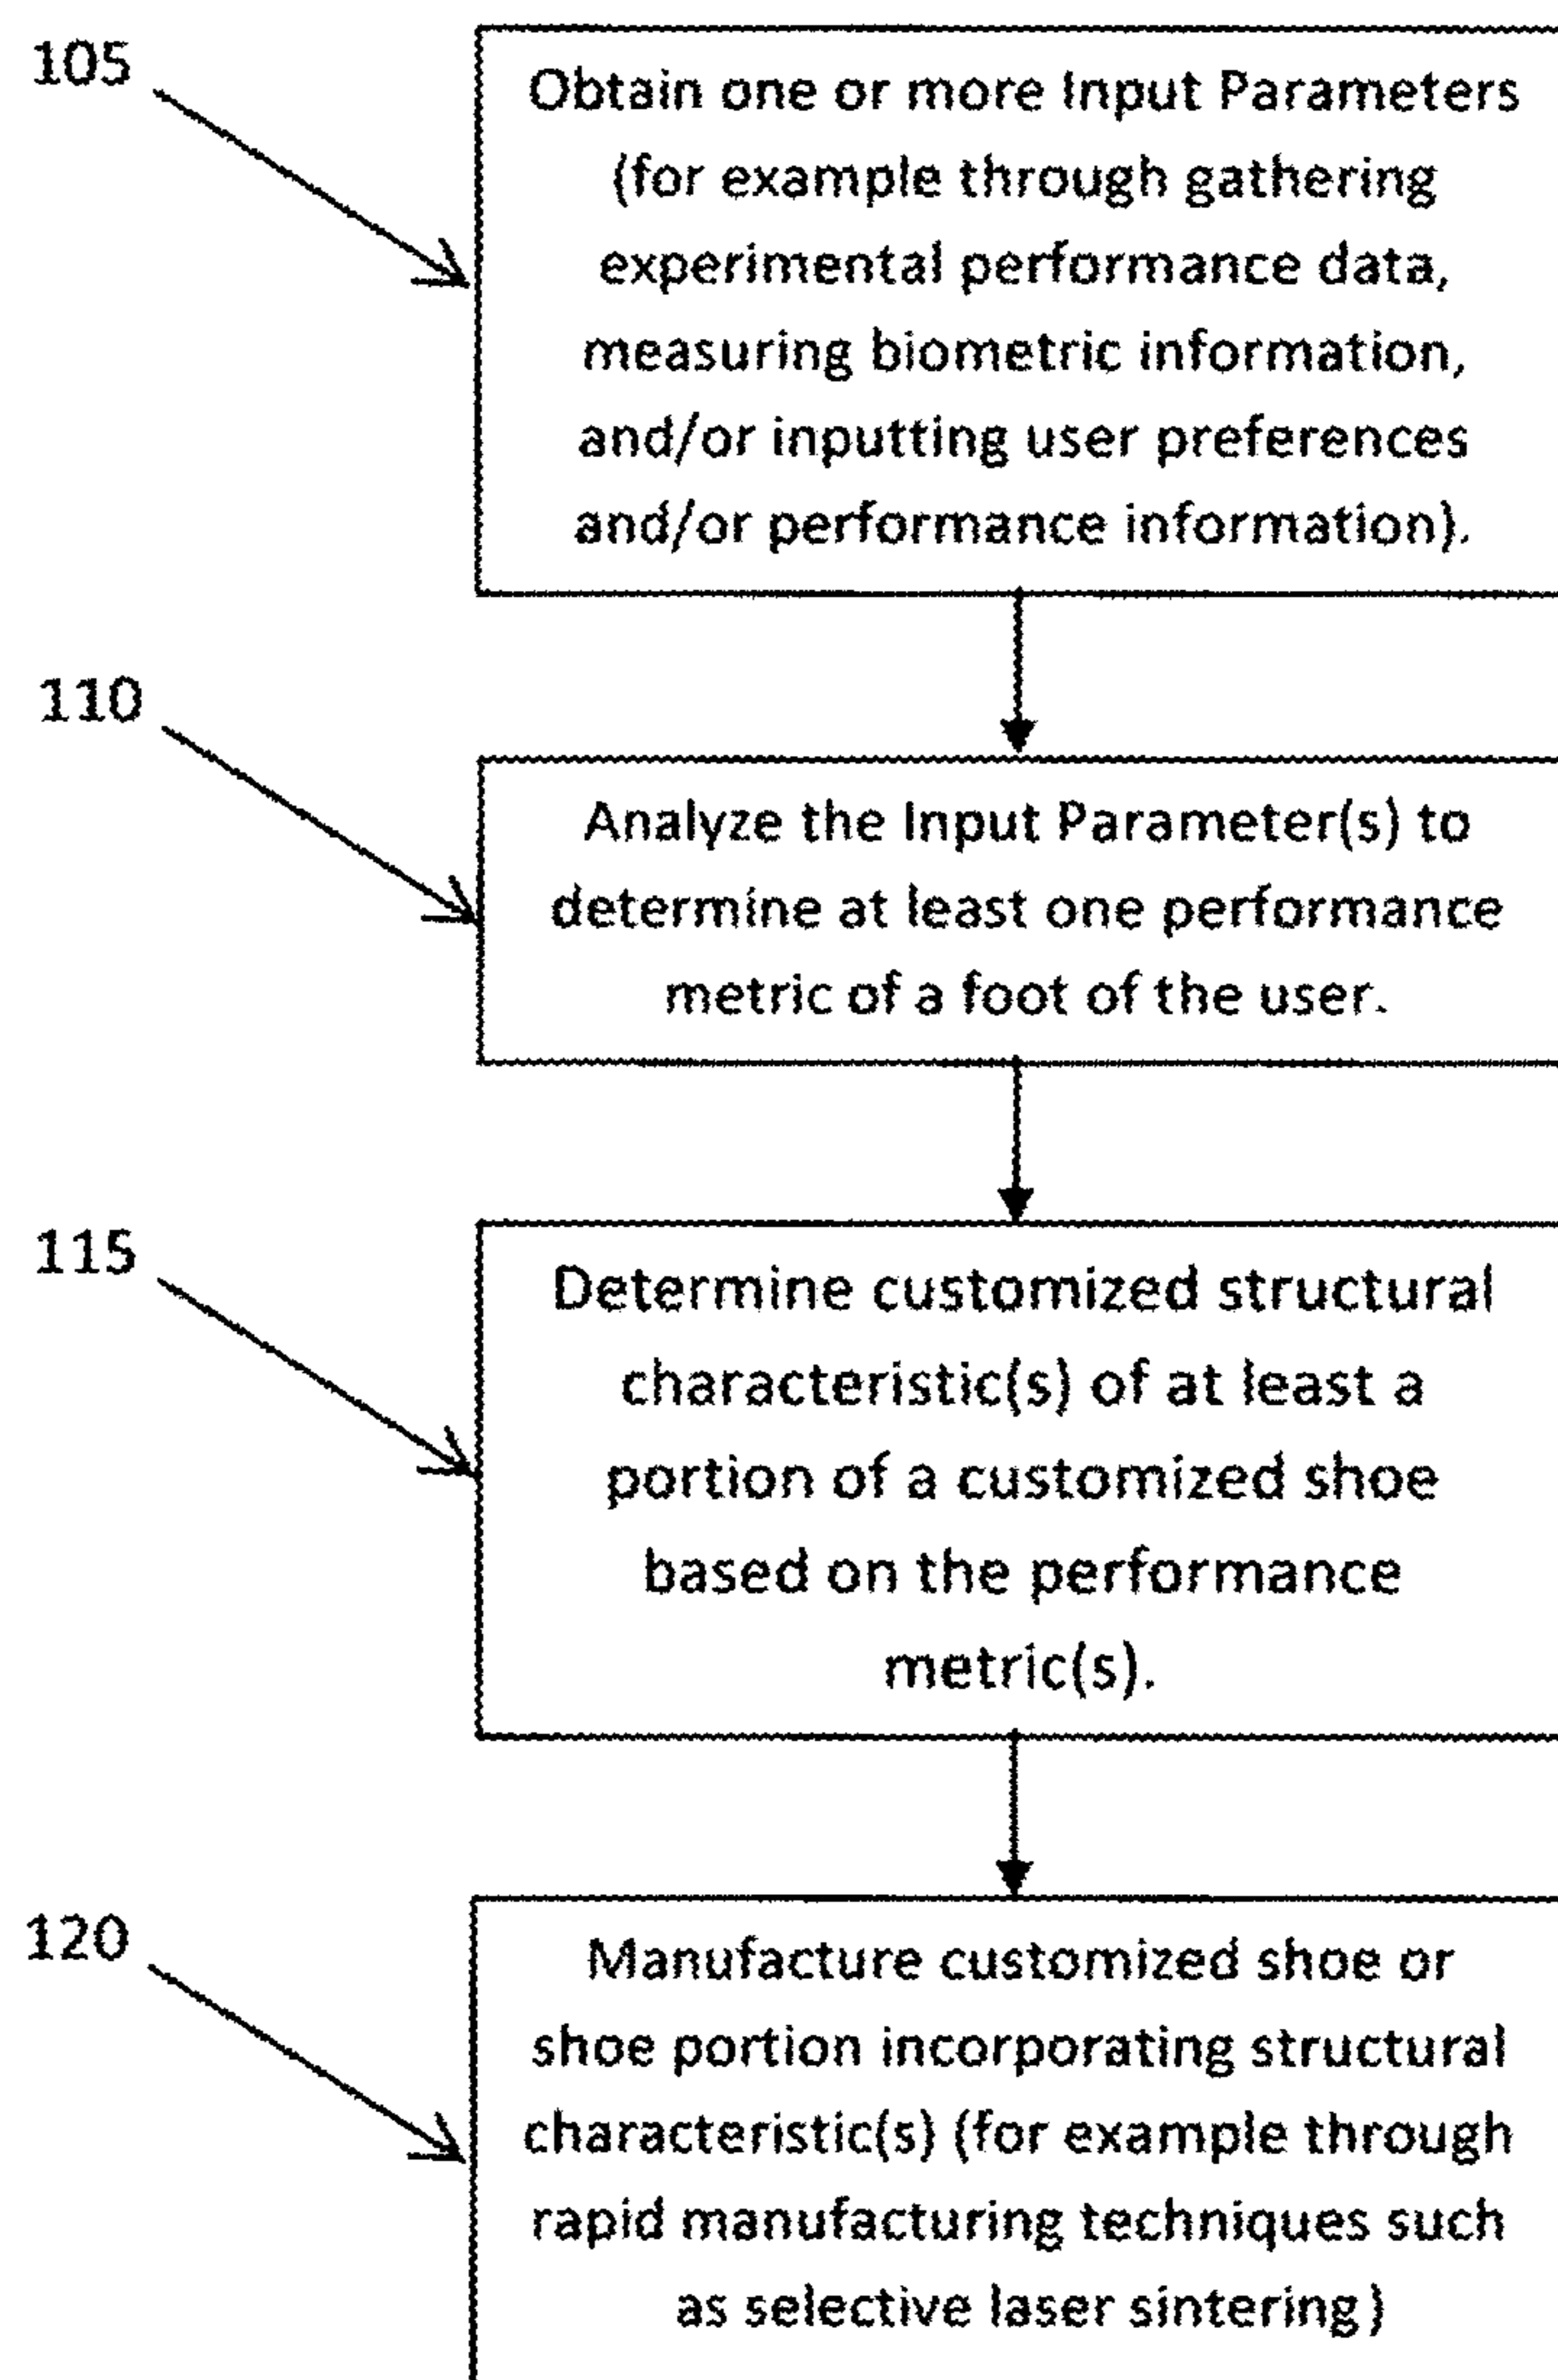 105
Obtain one or more Input Parameters
(for example through gathering
experimental performance data,
measuring biometric information,
and/or inputting user preferences
and/or performance information).
110
Analyze the Input Parameter(s) to
determine at least one performance
metric of a foot of the user.
115
Determine customized structural
characteristic(s) of at least a
portion of a customized shoe
based on the performance
metric(s).
120
Manufacture customized shoe or
shoe portion incorporating structural
characteristic(s) (for example through
rapid manufacturing techniques such
as selective laser sintering)